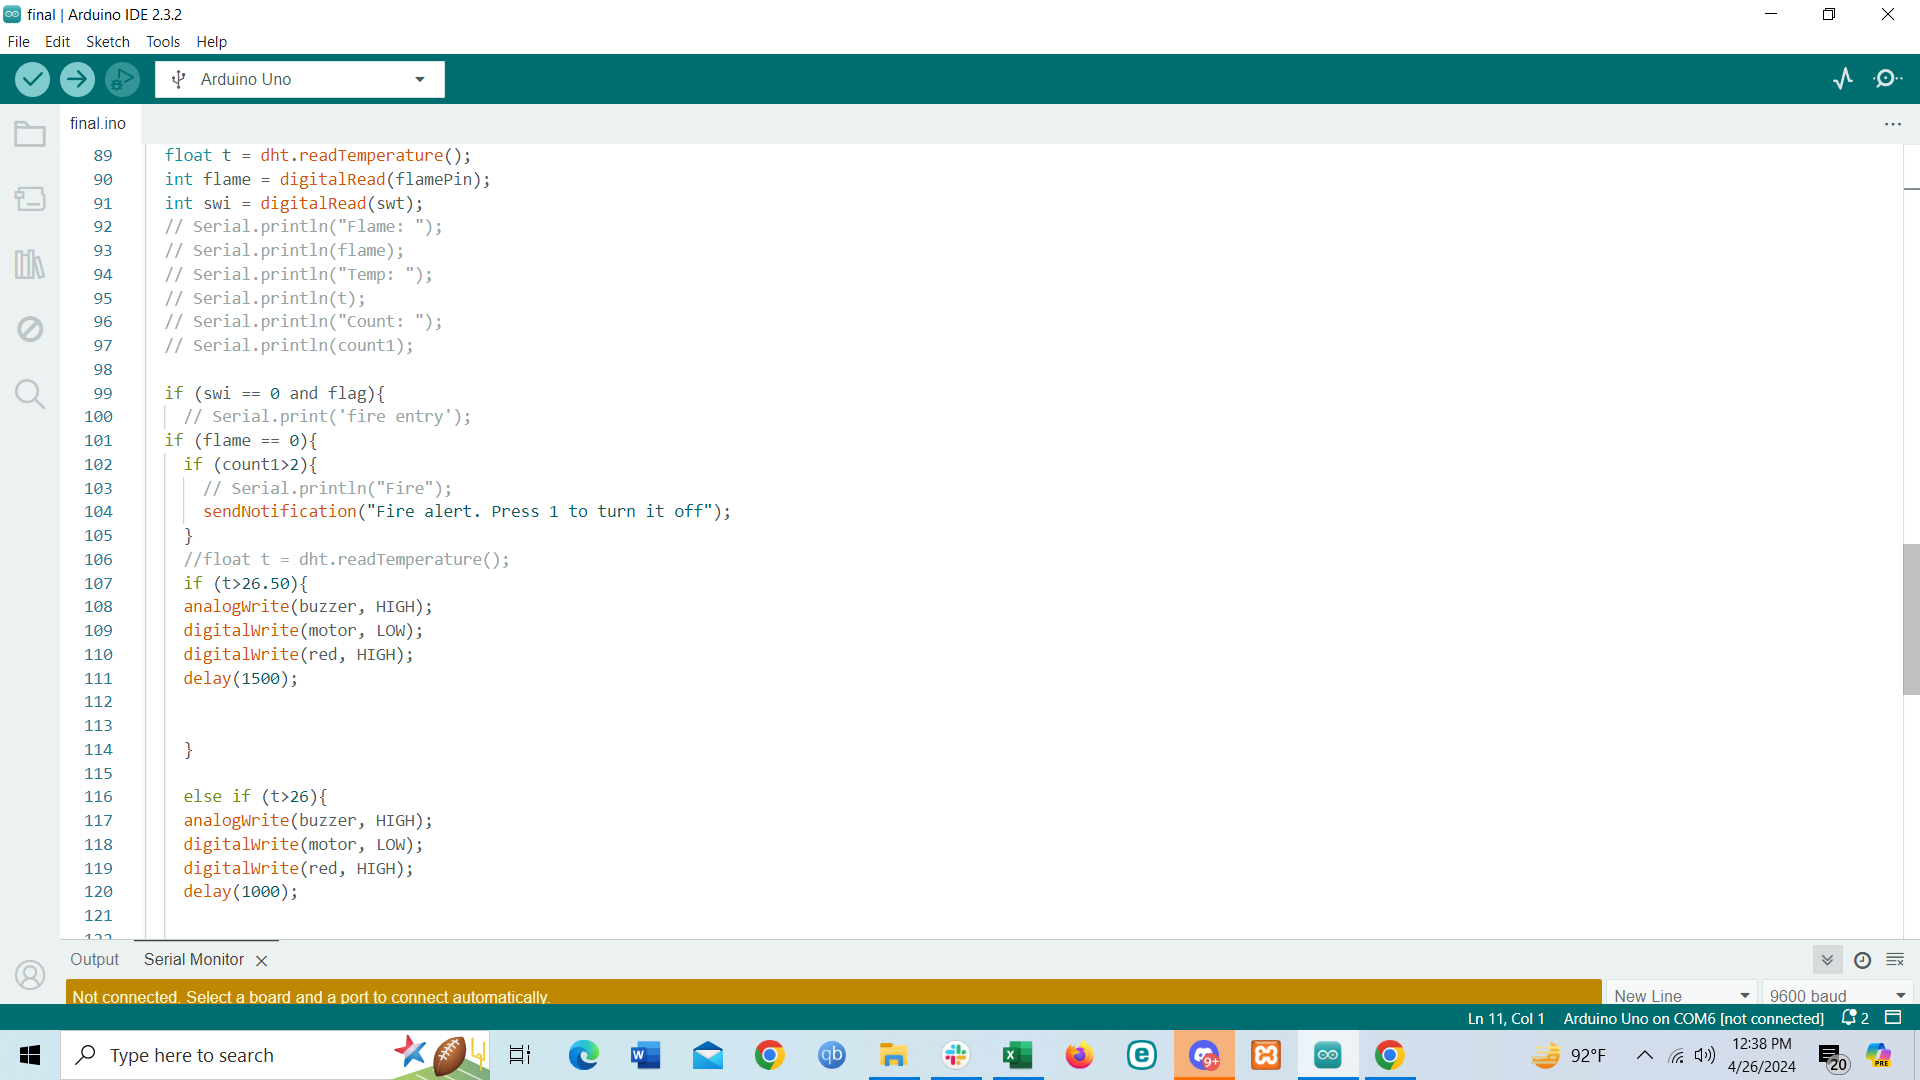 final | Arduino IDE 2.3.2
File Edit Sketch Tools Help
Arduino Uno
final.ino
89 float t = dht.readTemperature();
90 int flame = digitalRead(flamePin);
91 int swi = digitalRead(swt);
92 // Serial.println("Flame: ");
93 // Serial.println(flame);
94 // Serial.println("Temp: ");
95 // Serial.println(t);
96 // Serial.println("Count: ");
97 // Serial.println(count1);
98
99 if (swi == 0 and flag){
100 // Serial.print('fire entry');
101 if (flame == 0){
102 if (count1>2){
103 // Serial.println("Fire");
104 sendNotification("Fire alert. Press 1 to turn it off");
105 }
106 //float t = dht.readTemperature();
107 if (t>26.50){
108 analogWrite(buzzer, HIGH);
109 digitalWrite(motor, LOW);
110 digitalWrite(red, HIGH);
111 delay(1500);
112
113
114 }
115
116 else if (t>26){
117 analogWrite(buzzer, HIGH);
118 digitalWrite(motor, LOW);
119 digitalWrite(red, HIGH);
120 delay(1000);
121
122
Output Serial Monitor
Not connected. Select a board and a port to connect automatically.
New Line 9600 baud
Ln 11, Col 1 Arduino Uno on COM6 [not connected] 2
Type here to search
W
qb
X
e
9+
92°F
12:38 PM
4/26/2024
20
PRE